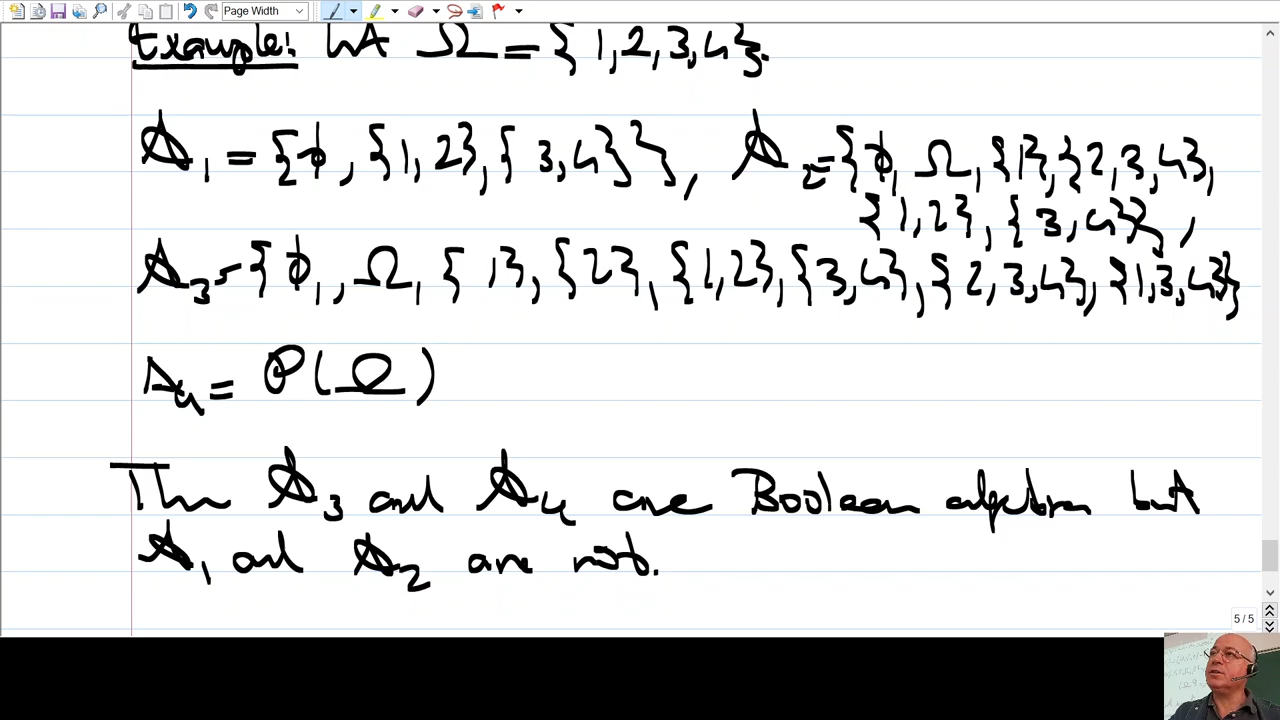 Page Width
Example: Let Ω = {1,2,3,4}.
A₁ = {ϕ, {1,2}, {3,4}}, A₂ = {ϕ, Ω, {1}, {2,3,4},
{1,2}, {3,4}},
A₃ = {ϕ, Ω, {1}, {2}, {1,2}, {3,4}, {2,3,4}, {1,3,4}}
A₄ = P(Ω)
The A₃ and A₄ are Boolean algebra but
A₁ and A₂ are not.
5 / 5